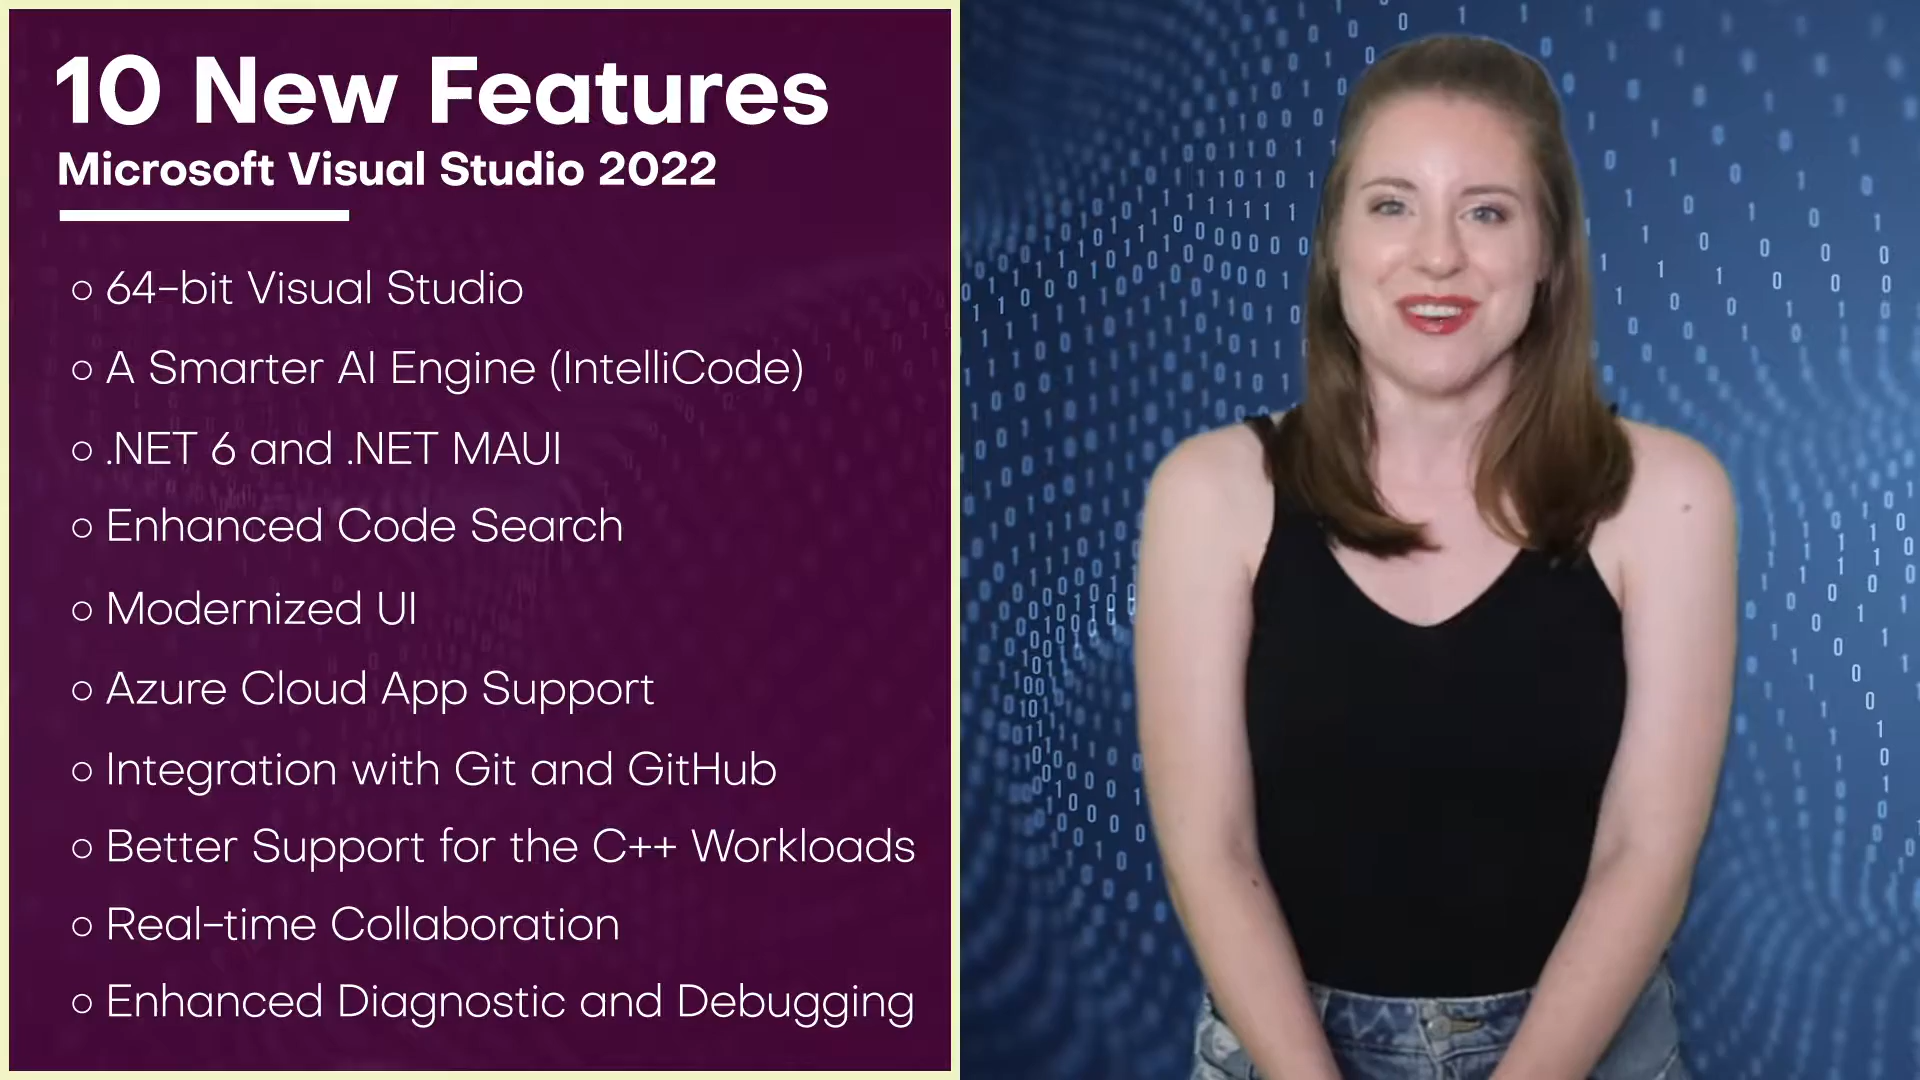 10 New Features
Microsoft Visual Studio 2022
64-bit Visual Studio
A Smarter AI Engine (IntelliCode)
.NET 6 and .NET MAUI
Enhanced Code Search
Modernized UI
Azure Cloud App Support
Integration with Git and GitHub
Better Support for the C++ Workloads
Real-time Collaboration
Enhanced Diagnostic and Debugging